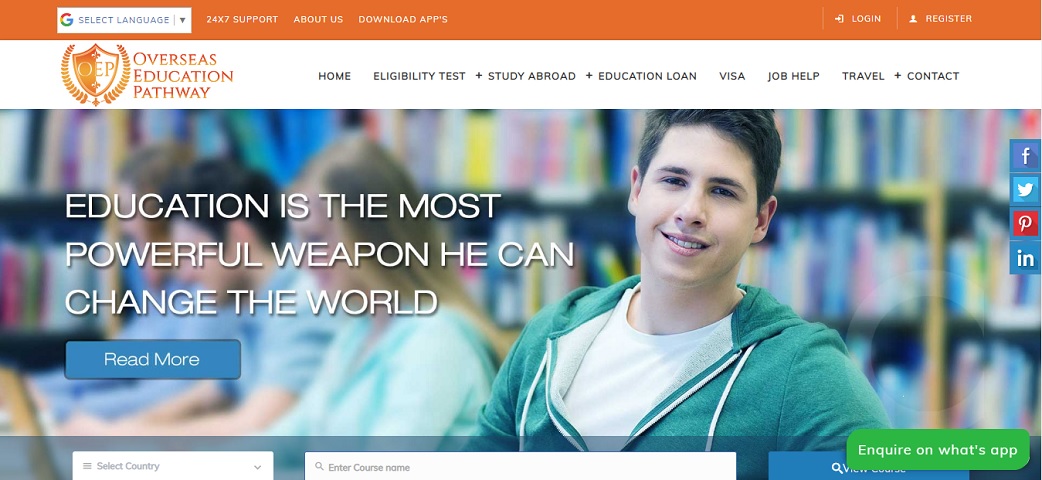 SELECT LANGUAGE ▼
24X7 SUPPORT
ABOUT US
DOWNLOAD APP'S
LOGIN
REGISTER
OEP
OVERSEAS
EDUCATION
PATHWAY
HOME
ELIGIBILITY TEST +
STUDY ABROAD +
EDUCATION LOAN
VISA
JOB HELP
TRAVEL +
CONTACT
EDUCATION IS THE MOST
POWERFUL WEAPON HE CAN
CHANGE THE WORLD
Read More
Enquire on what's app
Select Country
Enter Course name
View Course